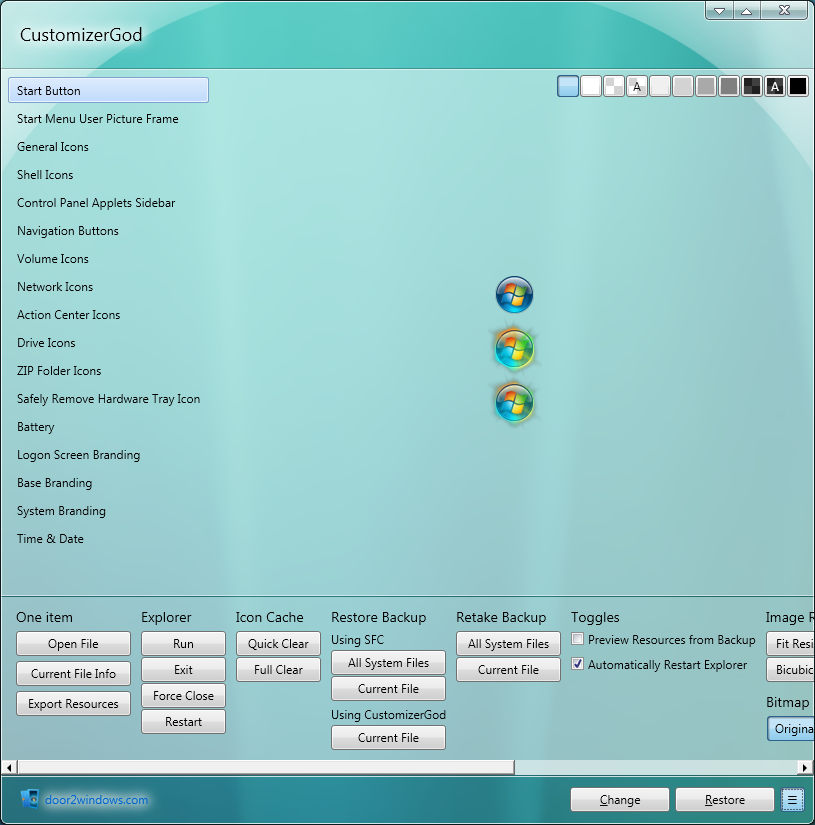 CustomizerGod
Start Button
A
A
Start Menu User Picture Frame
General Icons
Shell Icons
Control Panel Applets Sidebar
Navigation Buttons
Volume Icons
Network Icons
Action Center Icons
Drive Icons
ZIP Folder Icons
Safely Remove Hardware Tray Icon
Battery
Logon Screen Branding
Base Branding
System Branding
Time & Date
One item
Open File
Current File Info
Export Resources
Explorer
Run
Exit
Force Close
Restart
Icon Cache
Quick Clear
Full Clear
Restore Backup
Using SFC
All System Files
Current File
Using CustomizerGod
Current File
Retake Backup
All System Files
Current File
Toggles
Preview Resources from Backup
Automatically Restart Explorer
Image R
Fit Resi
Bicubic
Bitmap
Origina
door2windows.com
Change
Restore